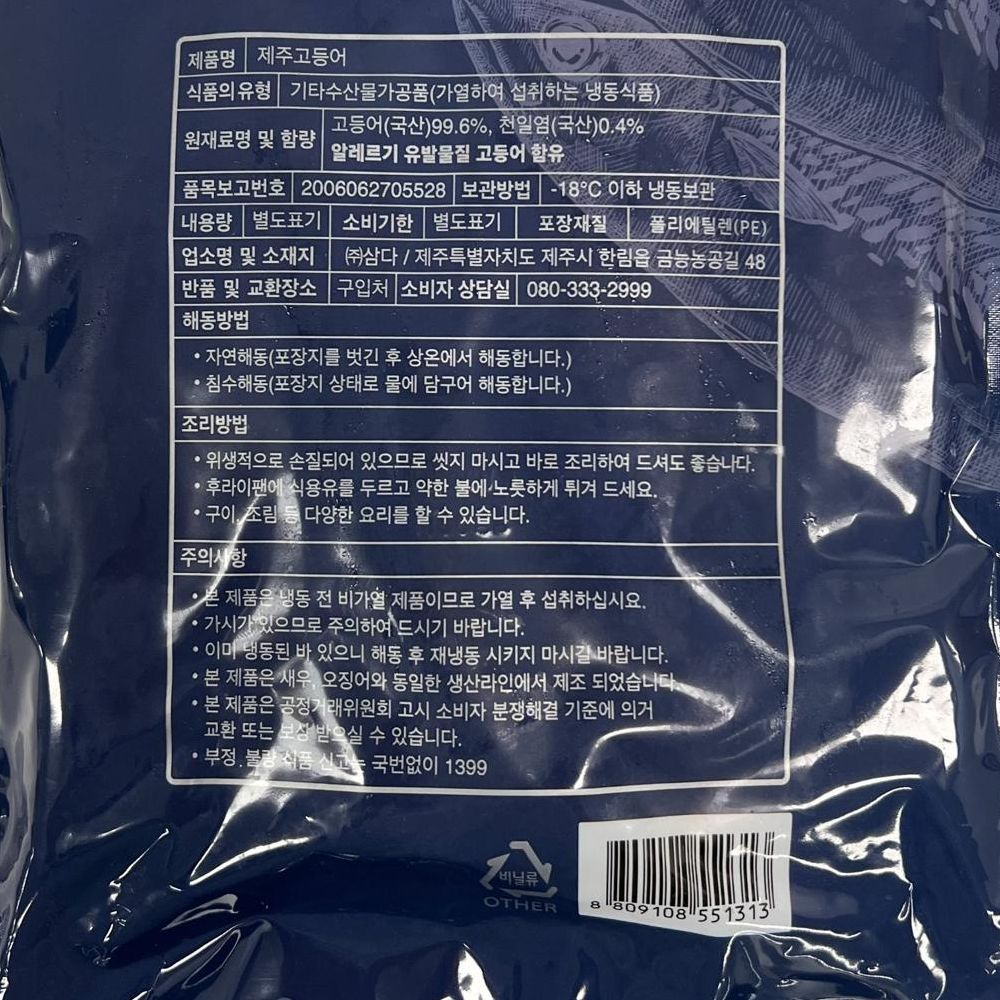 제품명 제주고등어
식품의 유형 기타수산물가공품(가열하여 섭취하는 냉동식품)
원재료명 및 함량 고등어(국산)99.6%, 천일염(국산)0.4%
알레르기 유발물질 고등어 함유
품목보고번호 2006062705528 보관방법 -18°C 이하 냉동보관
내용량 별도표기 소비기한 별도표기 포장재질 폴리에틸렌(PE)
업소명 및 소재지 ㈜삼다 / 제주특별자치도 제주시 한림읍 금능농공길 48
반품 및 교환장소 구입처 소비자 상담실 080-333-2999
해동방법
• 자연해동(포장지를 벗긴 후 상온에서 해동합니다.)
• 침수해동(포장지 상태로 물에 담구어 해동합니다.)
조리방법
• 위생적으로 손질되어 있으므로 씻지 마시고 바로 조리하여 드셔도 좋습니다.
• 후라이팬에 식용유를 두르고 약한 불에 노릇하게 튀겨 드세요.
• 구이, 조림 등 다양한 요리를 할 수 있습니다.
주의사항
• 본 제품은 냉동 전 비가열 제품이므로 가열 후 섭취하십시요.
• 가시가 있으므로 주의하여 드시기 바랍니다.
• 이미 냉동된 바 있으니 해동 후 재냉동 시키지 마시길 바랍니다.
• 본 제품은 새우, 오징어와 동일한 생산라인에서 제조 되었습니다.
• 본 제품은 공정거래위원회 고시 소비자 분쟁해결 기준에 의거
교환 또는 보상 받으실 수 있습니다.
• 부정. 불량 식품 신고는 국번없이 1399
비닐류
OTHER
8 809108 551313